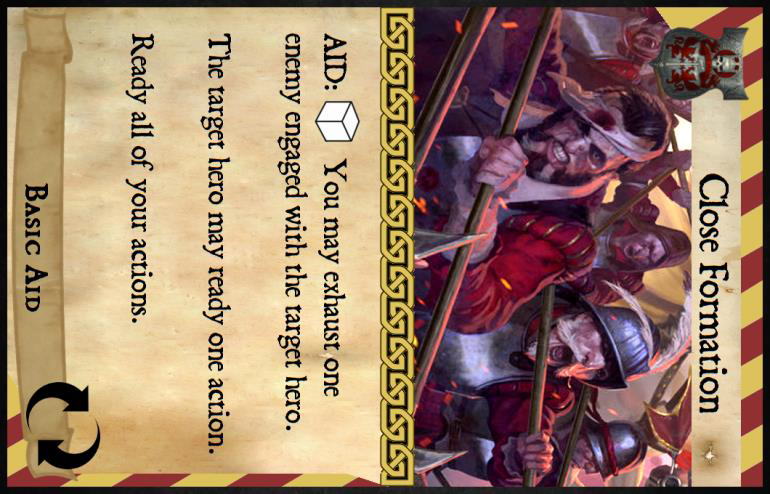 Close Formation
AID: You may exhaust one
enemy engaged with the target hero.
The target hero may ready one action.
Ready all of your actions.
Basic Aid